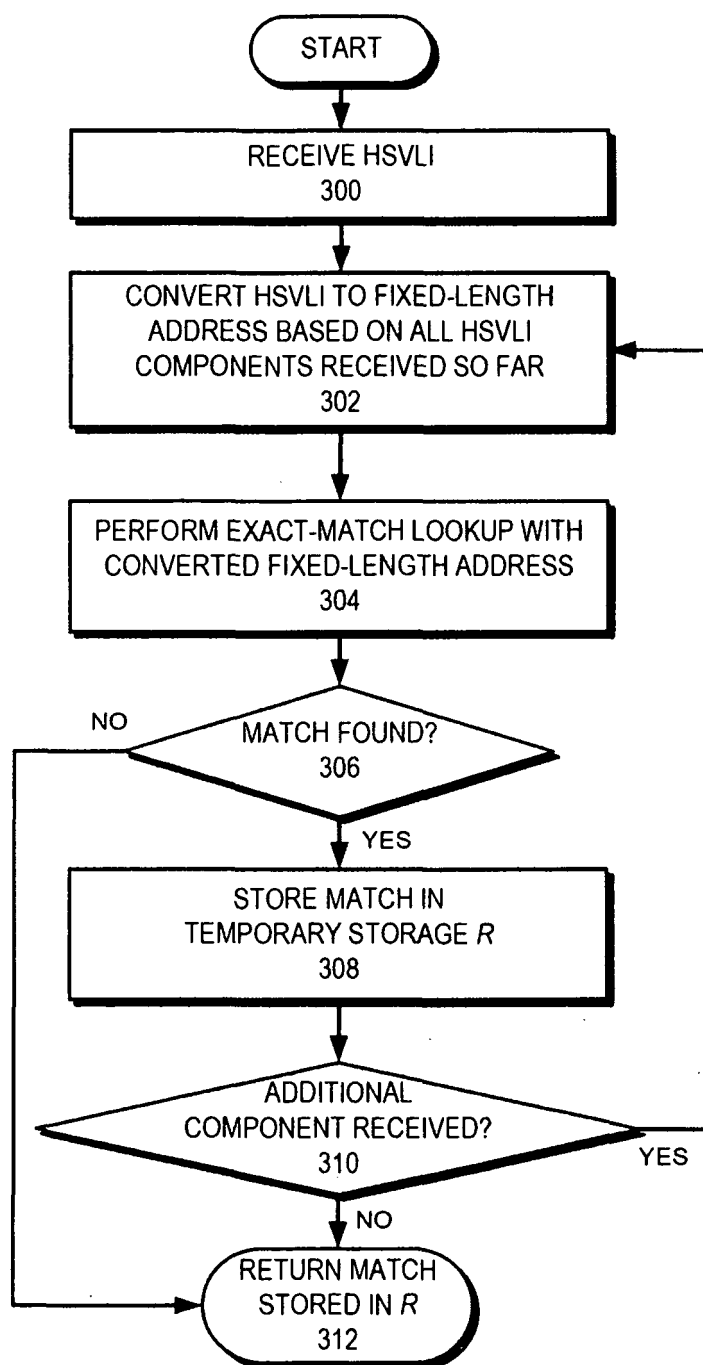 START
RECEIVE HSVLI
300
CONVERT HSVLI TO FIXED-LENGTH
ADDRESS BASED ON ALL HSVLI
COMPONENTS RECEIVED SO FAR
302
PERFORM EXACT-MATCH LOOKUP WITH
CONVERTED FIXED-LENGTH ADDRESS
304
NO
MATCH FOUND?
306
YES
STORE MATCH IN
TEMPORARY STORAGE R
308
ADDITIONAL
COMPONENT RECEIVED?
310
YES
NO
RETURN MATCH
STORED IN R
312